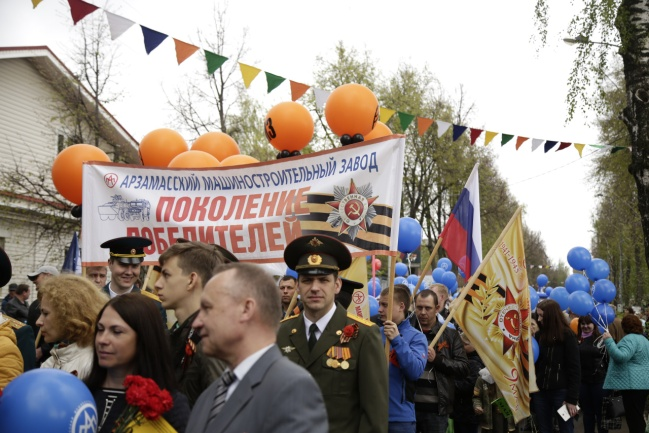 АРЗАМАССКИЙ МАШИНОСТРОИТЕЛЬНЫЙ ЗАВОД
ПОКОЛЕНИЕ
ПОБЕДИТЕЛЕЙ